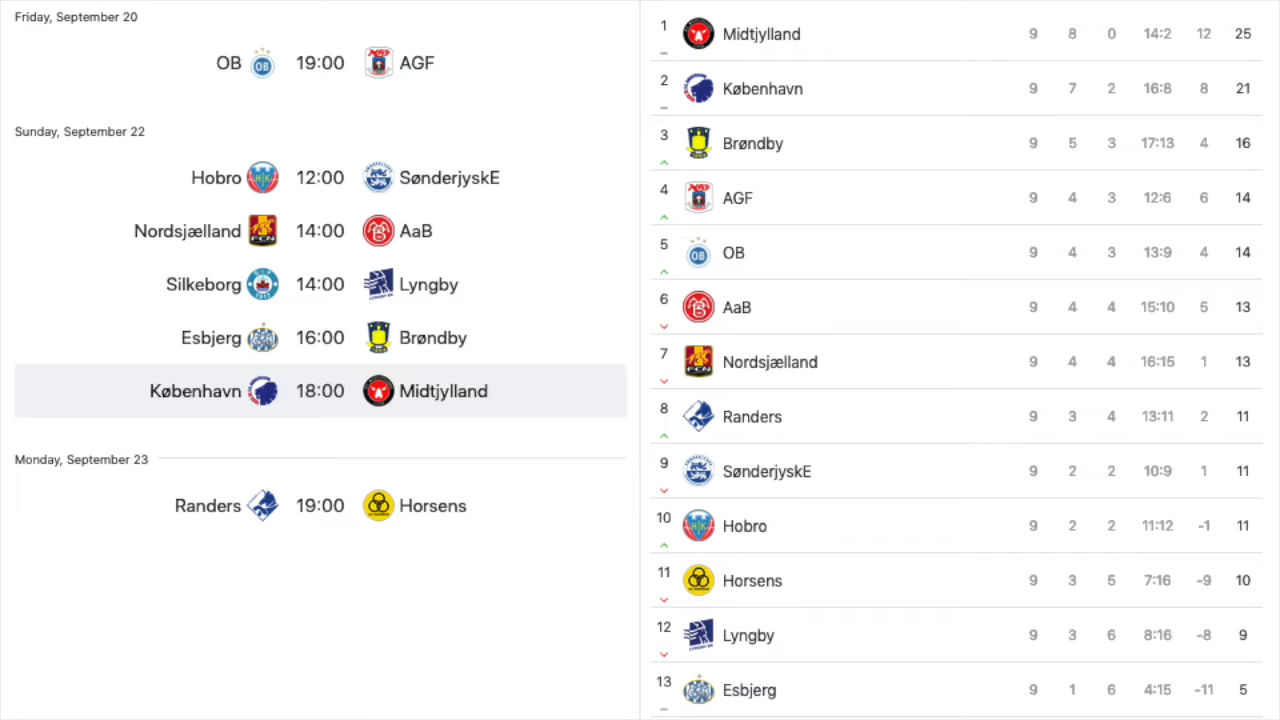 Friday, September 20
OB 19:00 AGF
Sunday, September 22
Hobro 12:00 SønderjyskE
Nordsjælland 14:00 AaB
Silkeborg 14:00 Lyngby
Esbjerg 16:00 Brøndby
København 18:00 Midtjylland
Monday, September 23
Randers 19:00 Horsens
1 Midtjylland 9 8 0 14:2 12 25
2 København 9 7 2 16:8 8 21
3 Brøndby 9 5 3 17:13 4 16
4 AGF 9 4 3 12:6 6 14
5 OB 9 4 3 13:9 4 14
6 AaB 9 4 4 15:10 5 13
7 Nordsjælland 9 4 4 16:15 1 13
8 Randers 9 3 4 13:11 2 11
9 SønderjyskE 9 2 2 10:9 1 11
10 Hobro 9 2 2 11:12 -1 11
11 Horsens 9 3 5 7:16 -9 10
12 Lyngby 9 3 6 8:16 -8 9
13 Esbjerg 9 1 6 4:15 -11 5